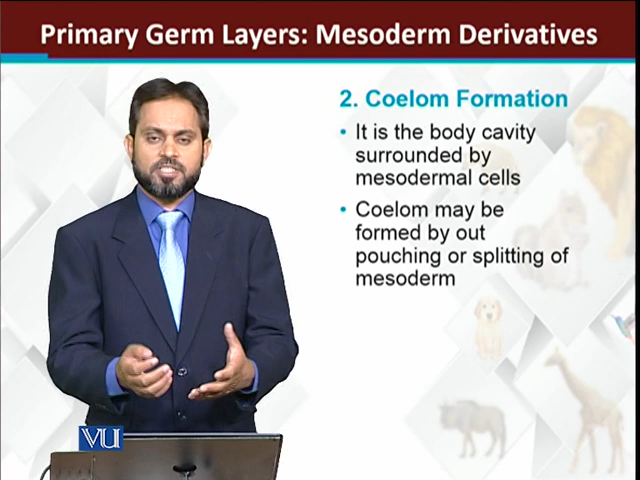 Primary Germ Layers: Mesoderm Derivatives
2. Coelom Formation
• It is the body cavity
surrounded by
mesodermal cells
• Coelom may be
formed by out
pouching or splitting of
mesoderm
VU